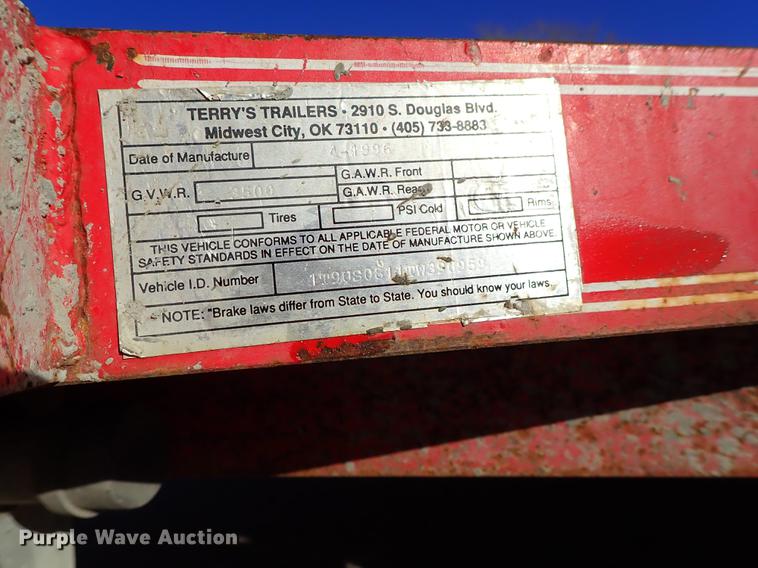 TERRY'S TRAILERS • 2910 S. Douglas Blvd.
Midwest City, OK 73110 • (405) 733-8883
Date of Manufacture 4-1996
G.V.W.R. 3500
G.A.W.R. Front
G.A.W.R. Rear
Tires PSI Cold Rims
THIS VEHICLE CONFORMS TO ALL APPLICABLE FEDERAL MOTOR OR VEHICLE
SAFETY STANDARDS IN EFFECT ON THE DATE OF MANUFACTURE SHOWN ABOVE.
Vehicle I.D. Number
NOTE: "Brake laws differ from State to State. You should know your laws
Purple Wave Auction